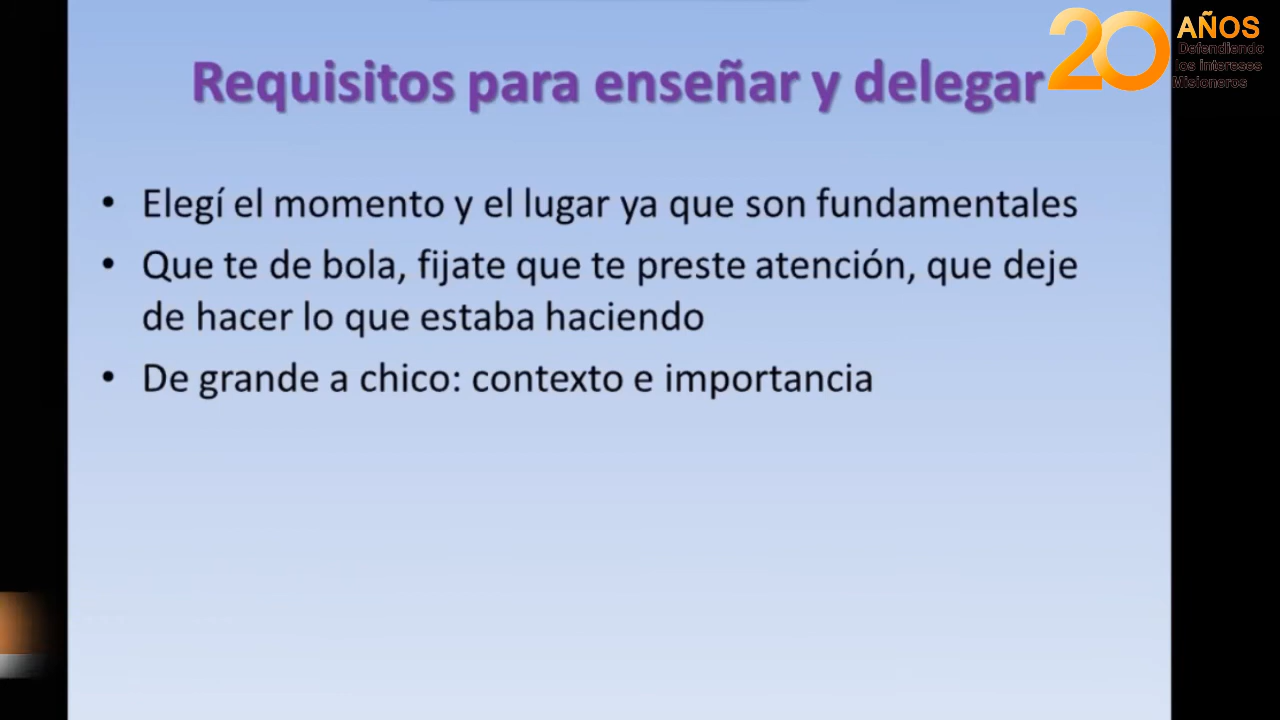 Requisitos para enseñar y delegar
20 AÑOS
Defendiendo
los intereses
Misioneros
• Elegí el momento y el lugar ya que son fundamentales
• Que te de bola, fijate que te preste atención, que deje
de hacer lo que estaba haciendo
• De grande a chico: contexto e importancia